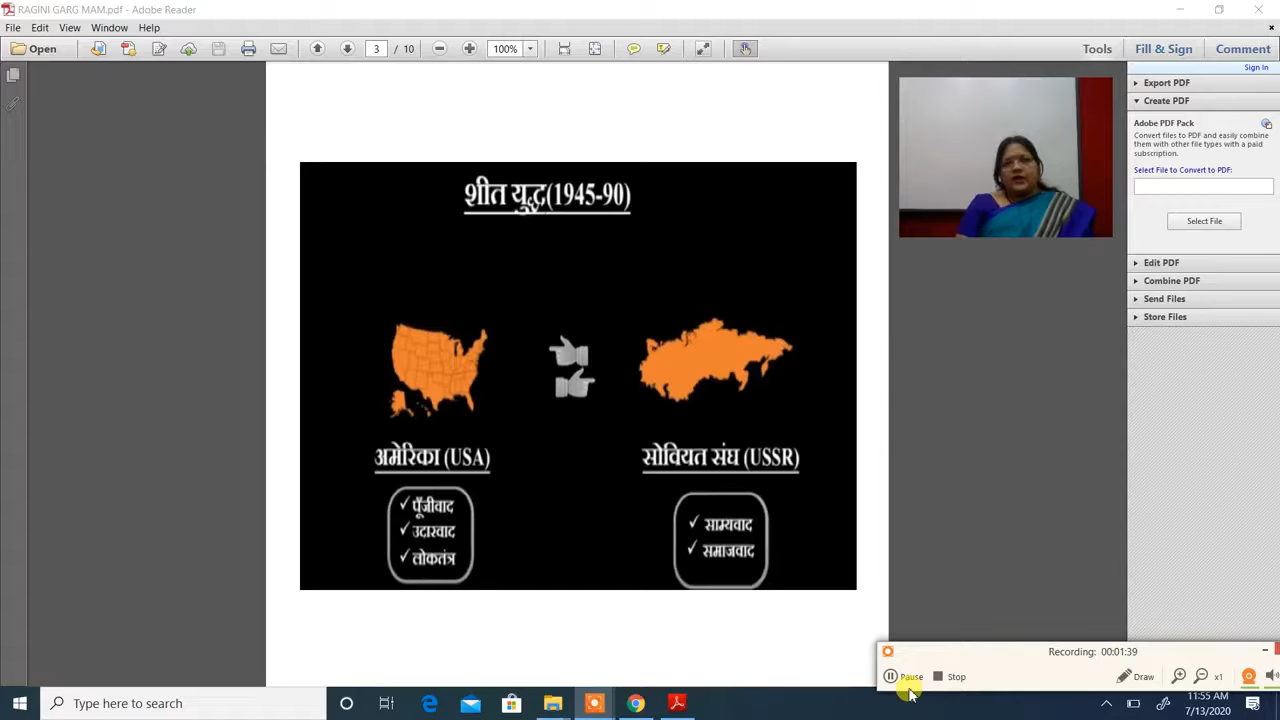 RAGINI GARG MAM.pdf - Adobe Reader
File Edit View Window Help
Open 3 / 10 100% Tools Fill & Sign Comment
Sign In
Export PDF
Create PDF
Adobe PDF Pack
Convert files to PDF and easily combine
them with other file types with a paid
subscription.
Select File to Convert to PDF:
Select File
Edit PDF
Combine PDF
Send Files
Store Files
शीत युद्ध(1945-90)
अमेरिका (USA)
सोवियत संघ (USSR)
✓ पूँजीवाद
✓ उदारवाद
✓ लोकतंत्र
✓ साम्यवाद
✓ समाजवाद
Recording: 00:01:39
Pause Stop Draw x1
Type here to search
11:55 AM
7/13/2020